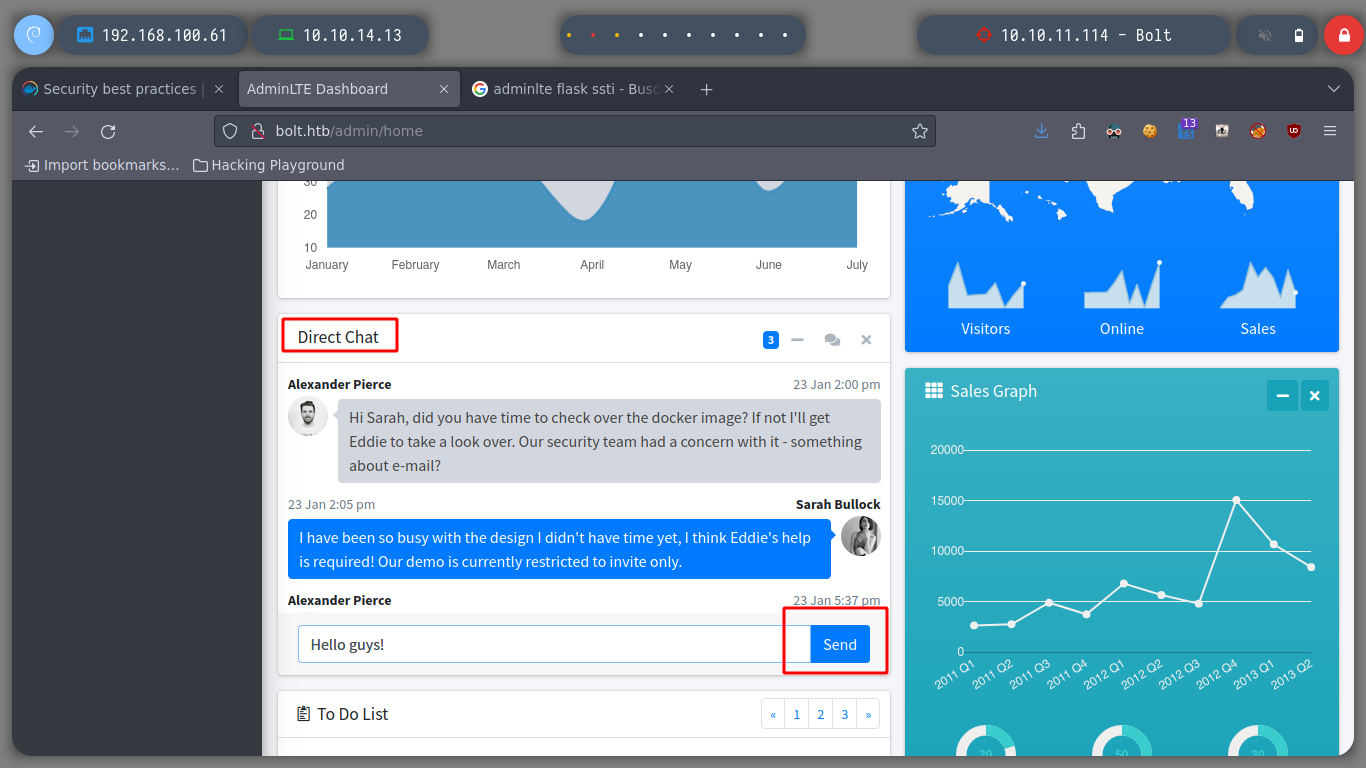 192.168.100.61
10.10.14.13
10.10.11.114 - Bolt
Security best practices |
AdminLTE Dashboard
adminlte flask ssti - Busc
bolt.htb/admin/home
13
Import bookmarks...
Hacking Playground
30
20
10
January February March April May June July
Visitors Online Sales
Direct Chat
3
Alexander Pierce
23 Jan 2:00 pm
Hi Sarah, did you have time to check over the docker image? If not I'll get
Eddie to take a look over. Our security team had a concern with it - something
about e-mail?
23 Jan 2:05 pm
Sarah Bullock
I have been so busy with the design I didn't have time yet, I think Eddie's help
is required! Our demo is currently restricted to invite only.
Alexander Pierce
23 Jan 5:37 pm
Hello guys!
Send
To Do List
« 1 2 3 »
Sales Graph
20000
15000
10000
5000
0
2011 Q1 2011 Q2 2011 Q3 2011 Q4 2012 Q1 2012 Q2 2012 Q3 2012 Q4 2013 Q1 2013 Q2
20 50 30